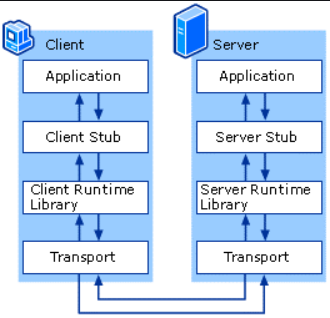 Client
Application
Client Stub
Client Runtime
Library
Transport
Server
Application
Server Stub
Server Runtime
Library
Transport